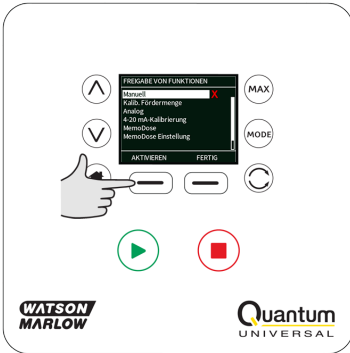 FREIGABE VON FUNKTIONEN
Manuell X
Kalib. Fördermenge
Analog
4-20 mA-Kalibrierung
MemoDose
MemoDose Einstellung
AKTIVIEREN FERTIG
MAX
MODE
WATSON
MARLOW
Quantum
UNIVERSAL